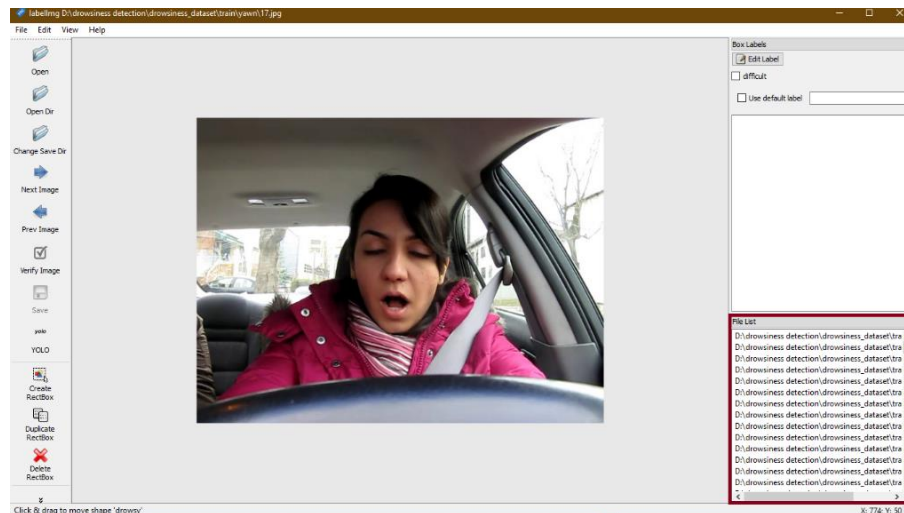 labelImg D:\drowsiness detection\drowsiness_dataset\train\yawn\17.jpg
File Edit View Help
Open
Open Dir
Change Save Dir
Next Image
Prev Image
Verify Image
Save
yolo
YOLO
Create
RectBox
Duplicate
RectBox
Delete
RectBox
Box Labels
Edit Label
difficult
Use default label
File List
D:\drowsiness detection\drowsiness_dataset\tra
D:\drowsiness detection\drowsiness_dataset\tra
D:\drowsiness detection\drowsiness_dataset\tra
D:\drowsiness detection\drowsiness_dataset\tra
D:\drowsiness detection\drowsiness_dataset\tra
D:\drowsiness detection\drowsiness_dataset\tra
D:\drowsiness detection\drowsiness_dataset\tra
D:\drowsiness detection\drowsiness_dataset\tra
D:\drowsiness detection\drowsiness_dataset\tra
D:\drowsiness detection\drowsiness_dataset\tra
D:\drowsiness detection\drowsiness_dataset\tra
D:\drowsiness detection\drowsiness_dataset\tra
D:\drowsiness detection\drowsiness_dataset\tra
D:\drowsiness detection\drowsiness_dataset\tra
Click & drag to move shape 'drowsy'
X: 774; Y: 50